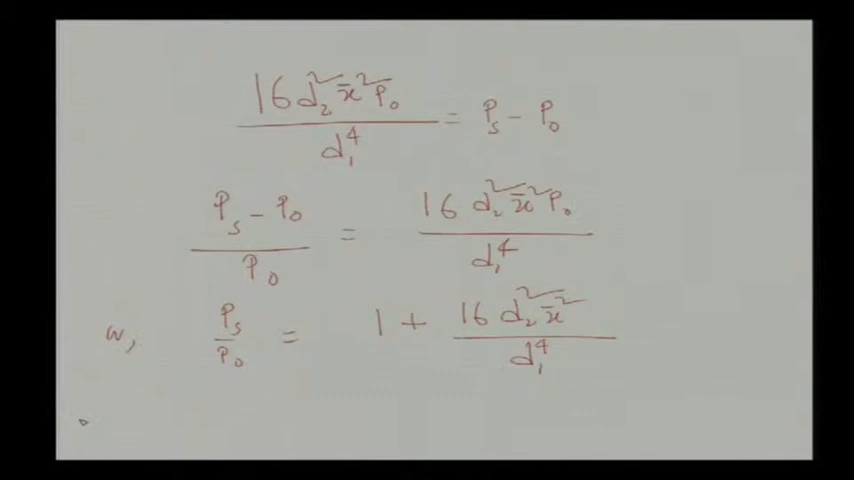 16 d₂² x̄² P₀ / d₁⁴ = Pₛ − P₀
(Pₛ − P₀) / P₀ = 16 d₂² x̄² P₀ / d₁⁴
w, Pₛ / P₀ = 1 + 16 d₂² x̄² / d₁⁴